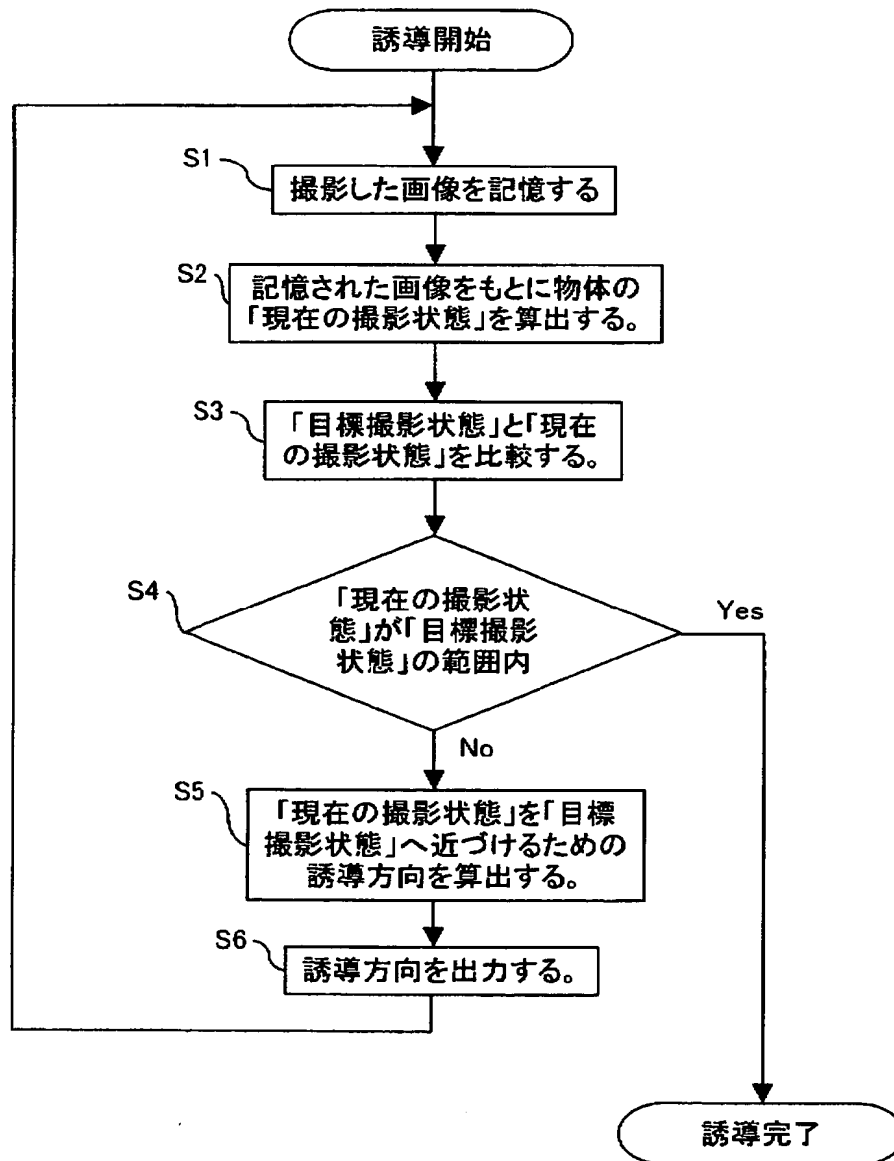 誘導開始
S1
撮影した画像を記憶する
S2
記憶された画像をもとに物体の
「現在の撮影状態」を算出する。
S3
「目標撮影状態」と「現在
の撮影状態」を比較する。
S4
「現在の撮影状
態」が「目標撮影
状態」の範囲内
Yes
No
S5
「現在の撮影状態」を「目標
撮影状態」へ近づけるための
誘導方向を算出する。
S6
誘導方向を出力する。
誘導完了